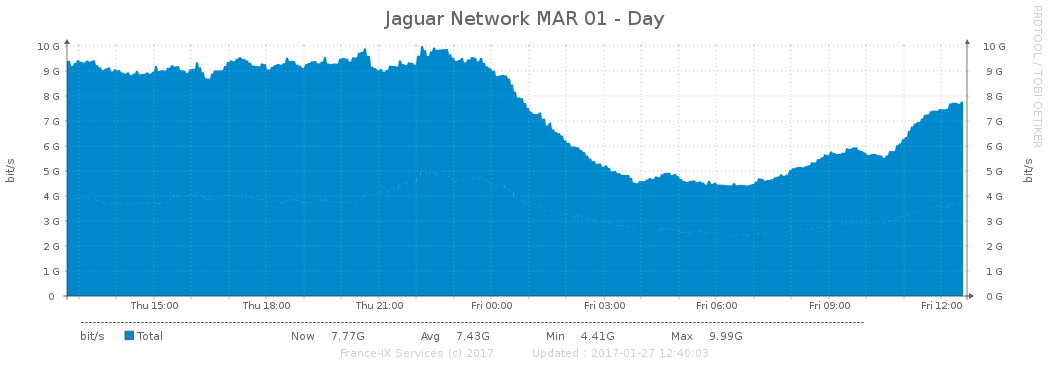 Jaguar Network MAR 01 - Day
RRDTOOL / TOBI OETIKER
bit/s
10 G 10 G
9 G 9 G
8 G 8 G
7 G 7 G
6 G 6 G
5 G 5 G
4 G 4 G
3 G 3 G
2 G 2 G
1 G 1 G
0 0 G
bit/s
Thu 15:00 Thu 18:00 Thu 21:00 Fri 00:00 Fri 03:00 Fri 06:00 Fri 09:00 Fri 12:00
bit/s Total Now 7.77G Avg 7.43G Min 4.41G Max 9.99G
France-IX Services (c) 2017 Updated : 2017-01-27 12:40:03